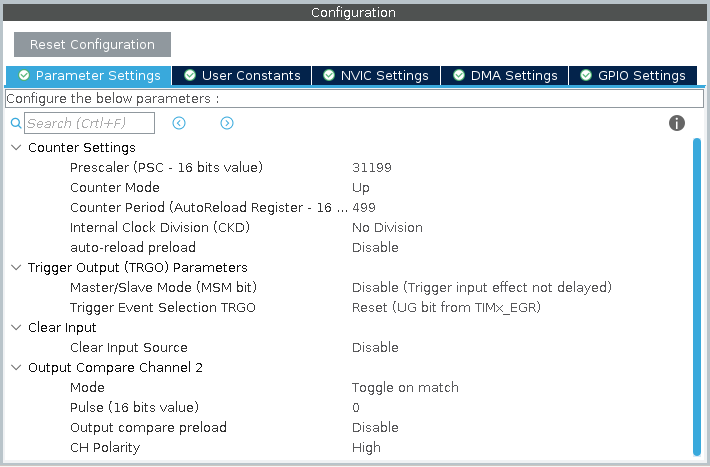 Configuration
Reset Configuration
Parameter Settings User Constants NVIC Settings DMA Settings GPIO Settings
Configure the below parameters :
Search (Crtl+F)
Counter Settings
Prescaler (PSC - 16 bits value) 31199
Counter Mode Up
Counter Period (AutoReload Register - 16 ... 499
Internal Clock Division (CKD) No Division
auto-reload preload Disable
Trigger Output (TRGO) Parameters
Master/Slave Mode (MSM bit) Disable (Trigger input effect not delayed)
Trigger Event Selection TRGO Reset (UG bit from TIMx_EGR)
Clear Input
Clear Input Source Disable
Output Compare Channel 2
Mode Toggle on match
Pulse (16 bits value) 0
Output compare preload Disable
CH Polarity High